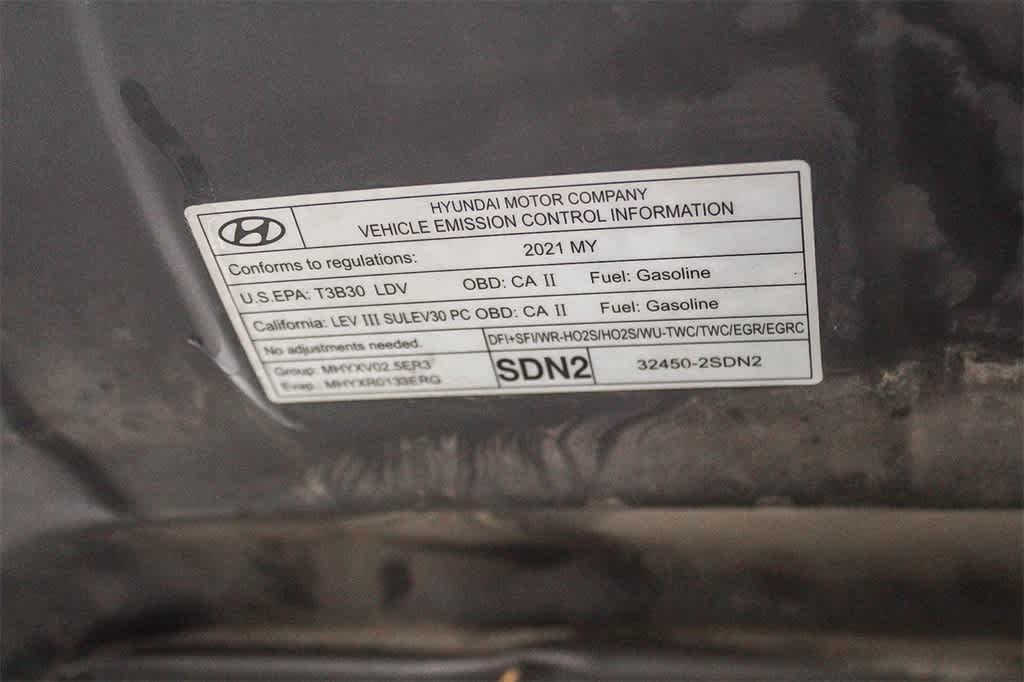 HYUNDAI MOTOR COMPANY
VEHICLE EMISSION CONTROL INFORMATION
Conforms to regulations: 2021 MY
U.S.EPA: T3B30 LDV OBD: CA II Fuel: Gasoline
California: LEV III SULEV30 PC OBD: CA II Fuel: Gasoline
No adjustments needed. DFI+SFI/WR-HO2S/HO2S/WU-TWC/TWC/EGR/EGRC
Group: MHYXV02.5ER3 SDN2 32450-2SDN2
Evap: MHYXR0133ERG